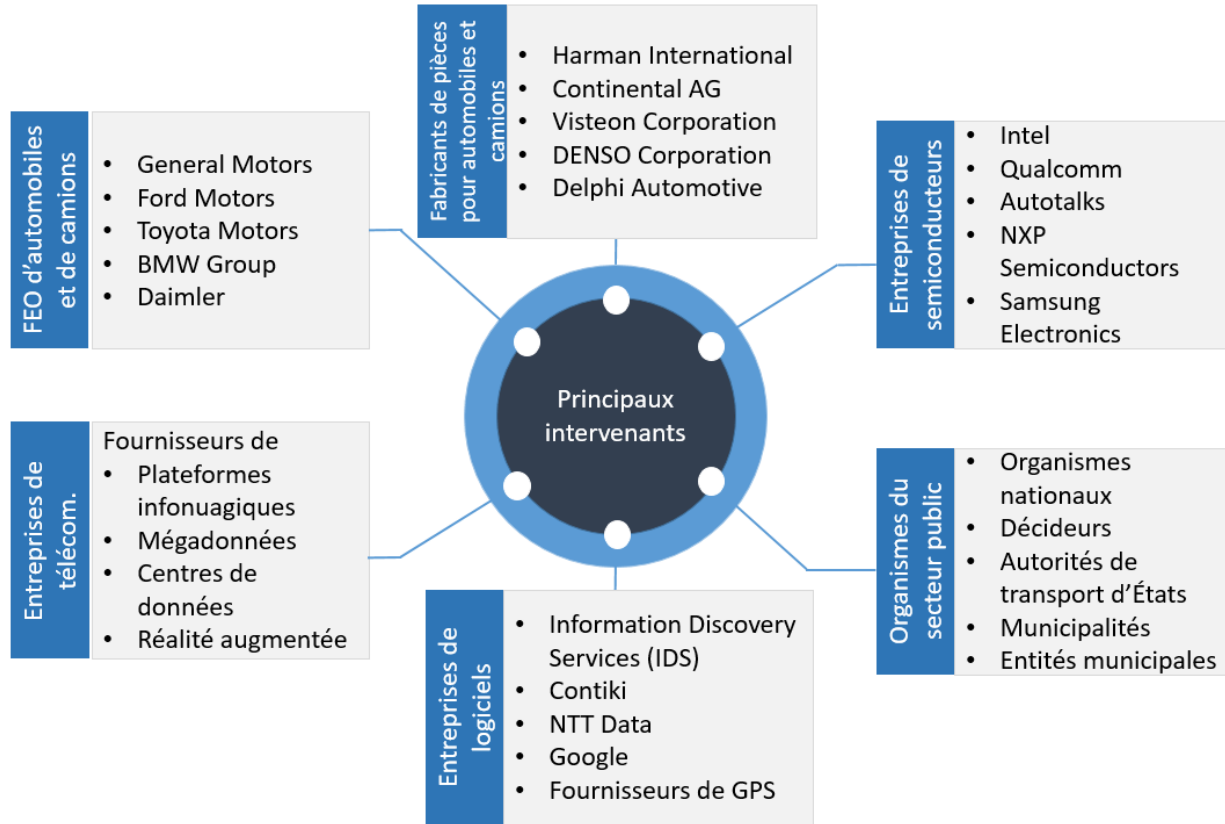 Fabricants de pièces
pour automobiles et
camions
• Harman International
• Continental AG
• Visteon Corporation
• DENSO Corporation
• Delphi Automotive
FEO d’automobiles
et de camions
• General Motors
• Ford Motors
• Toyota Motors
• BMW Group
• Daimler
Entreprises de
semiconducteurs
• Intel
• Qualcomm
• Autotalks
• NXP
Semiconductors
• Samsung
Electronics
Principaux
intervenants
Entreprises de
télécom.
Fournisseurs de
• Plateformes
infonuagiques
• Mégadonnées
• Centres de
données
• Réalité augmentée
Organismes du
secteur public
• Organismes
nationaux
• Décideurs
• Autorités de
transport d’États
• Municipalités
• Entités municipales
Entreprises de
logiciels
• Information Discovery
Services (IDS)
• Contiki
• NTT Data
• Google
• Fournisseurs de GPS